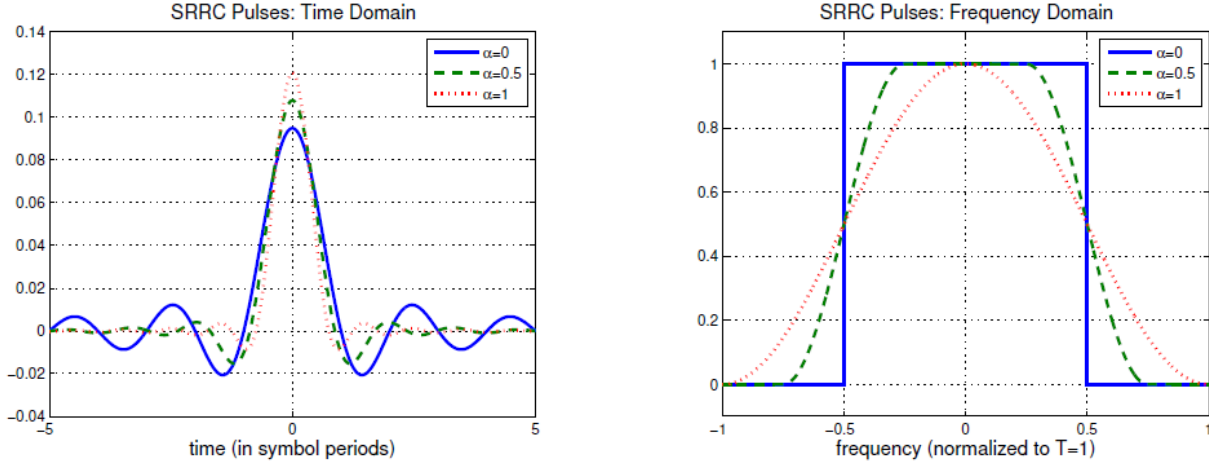 SRRC Pulses: Time Domain
0.14
0.12
0.1
0.08
0.06
0.04
0.02
0
−0.02
−0.04
−5
0
5
time (in symbol periods)
α=0
α=0.5
α=1
SRRC Pulses: Frequency Domain
1
0.8
0.6
0.4
0.2
0
−1
−0.5
0
0.5
1
frequency (normalized to T=1)
α=0
α=0.5
α=1